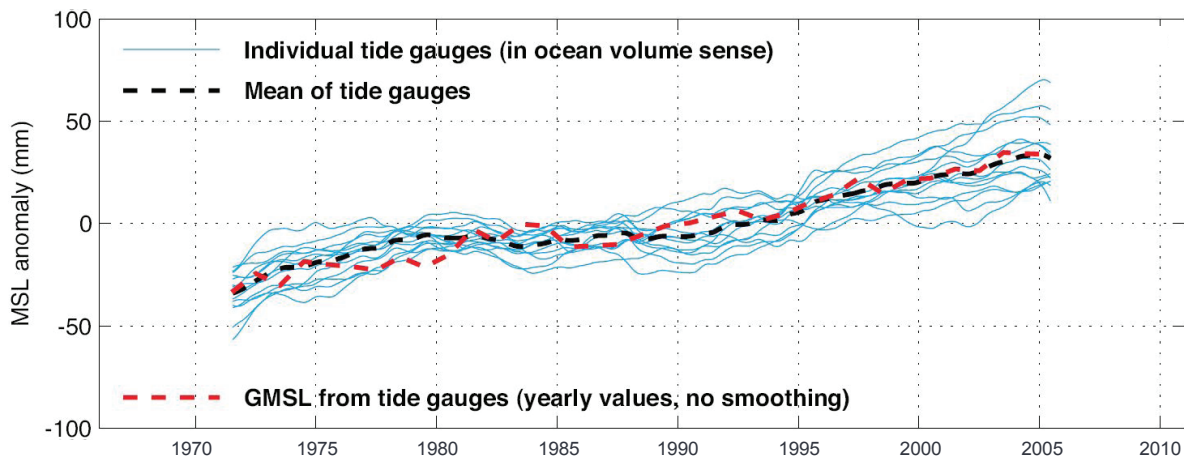 100
Individual tide gauges (in ocean volume sense)
Mean of tide gauges
50
MSL anomaly (mm)
0
-50
GMSL from tide gauges (yearly values, no smoothing)
-100
1970 1975 1980 1985 1990 1995 2000 2005 2010